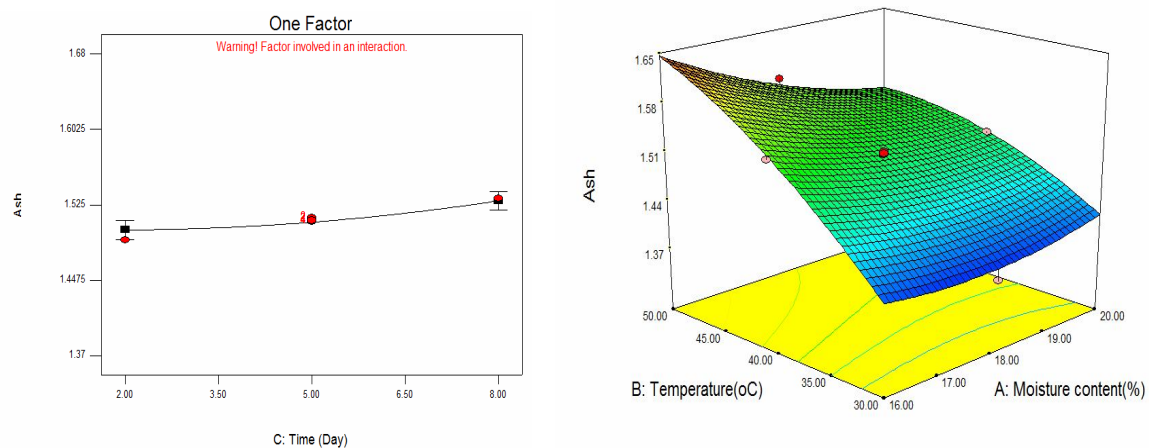 One Factor
Warning! Factor involved in an interaction.
1.68
1.6025
1.525
1.4475
1.37
Ash
2.00 3.50 5.00 6.50 8.00
C: Time (Day)
1.65
1.58
1.51
1.44
1.37
Ash
50.00
45.00
40.00
35.00
30.00
16.00
17.00
18.00
19.00
20.00
B: Temperature(oC)
A: Moisture content(%)